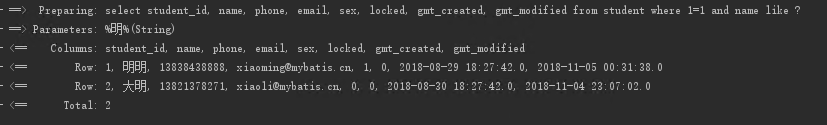 - ==>  Preparing: select student_id, name, phone, email, sex, locked, gmt_created, gmt_modified from student where 1=1 and name like ?
- ==> Parameters: %明%(String)
- <==    Columns: student_id, name, phone, email, sex, locked, gmt_created, gmt_modified
- <==        Row: 1, 明明, 13838438888, xiaoming@mybatis.cn, 1, 0, 2018-08-29 18:27:42.0, 2018-11-05 00:31:38.0
- <==        Row: 2, 大明, 13821378271, xiaoli@mybatis.cn, 0, 0, 2018-08-30 18:27:42.0, 2018-11-04 23:07:02.0
- <==      Total: 2